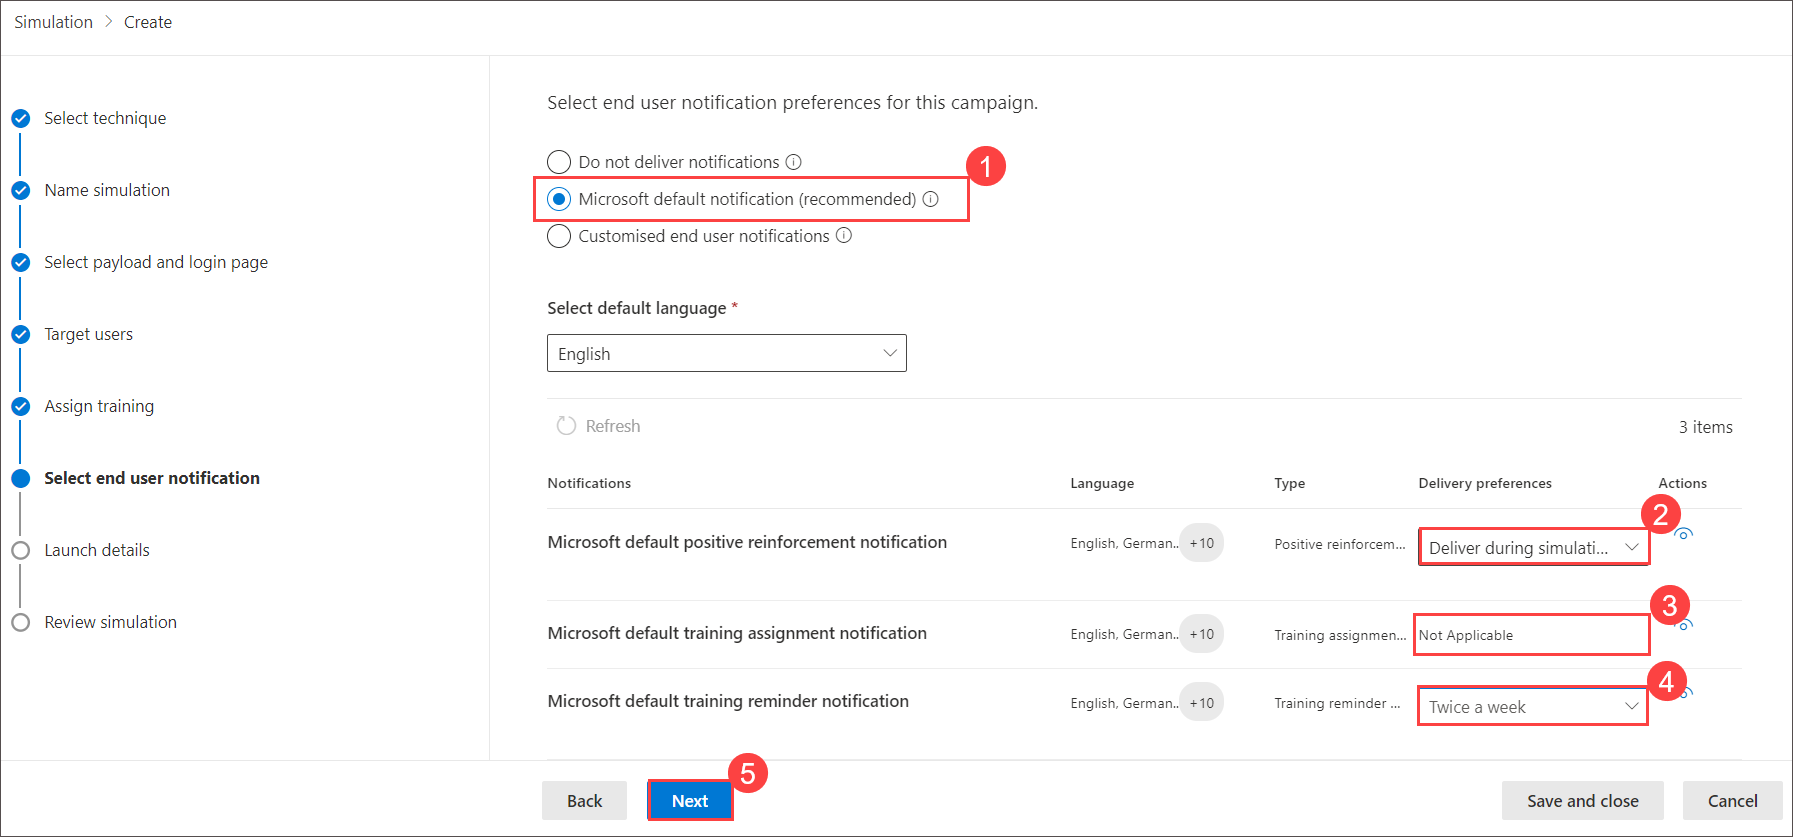 Simulation > Create
Select technique
Name simulation
Select payload and login page
Target users
Assign training
Select end user notification
Launch details
Review simulation
Select end user notification preferences for this campaign.
Do not deliver notifications
1
Microsoft default notification (recommended)
Customised end user notifications
Select default language *
English
Refresh
3 items
Notifications Language Type Delivery preferences Actions
2
Microsoft default positive reinforcement notification English, German.. +10 Positive reinforcem... Deliver during simulati...
3
Microsoft default training assignment notification English, German.. +10 Training assignmen... Not Applicable
4
Microsoft default training reminder notification English, German.. +10 Training reminder ... Twice a week
5
Back Next Save and close Cancel